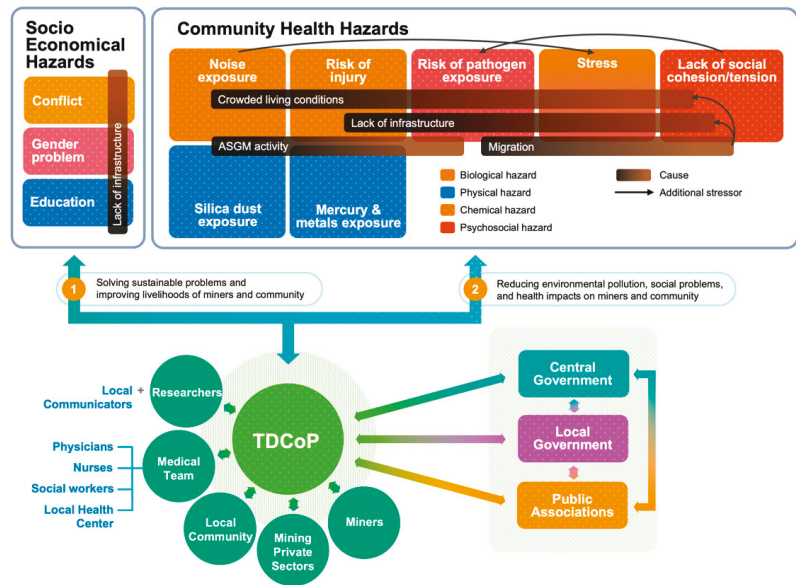 Socio
Economical
Hazards
Conflict
Gender
problem
Education
Lack of infrastructure
Community Health Hazards
Noise
exposure
Risk of
injury
Risk of pathogen
exposure
Stress
Lack of social
cohesion/tension
Crowded living conditions
Lack of infrastructure
ASGM activity
Migration
Silica dust
exposure
Mercury &
metals exposure
Biological hazard
Physical hazard
Chemical hazard
Psychosocial hazard
Cause
Additional stressor
1
Solving sustainable problems and
improving livelihoods of miners and community
2
Reducing environmental pollution, social problems,
and health impacts on miners and community
Local +
Communicators
Researchers
Physicians
Nurses
Social workers
Local Health
Center
Medical
Team
Local
Community
Mining
Private
Sectors
Miners
TDCoP
Central
Government
Local
Government
Public
Associations